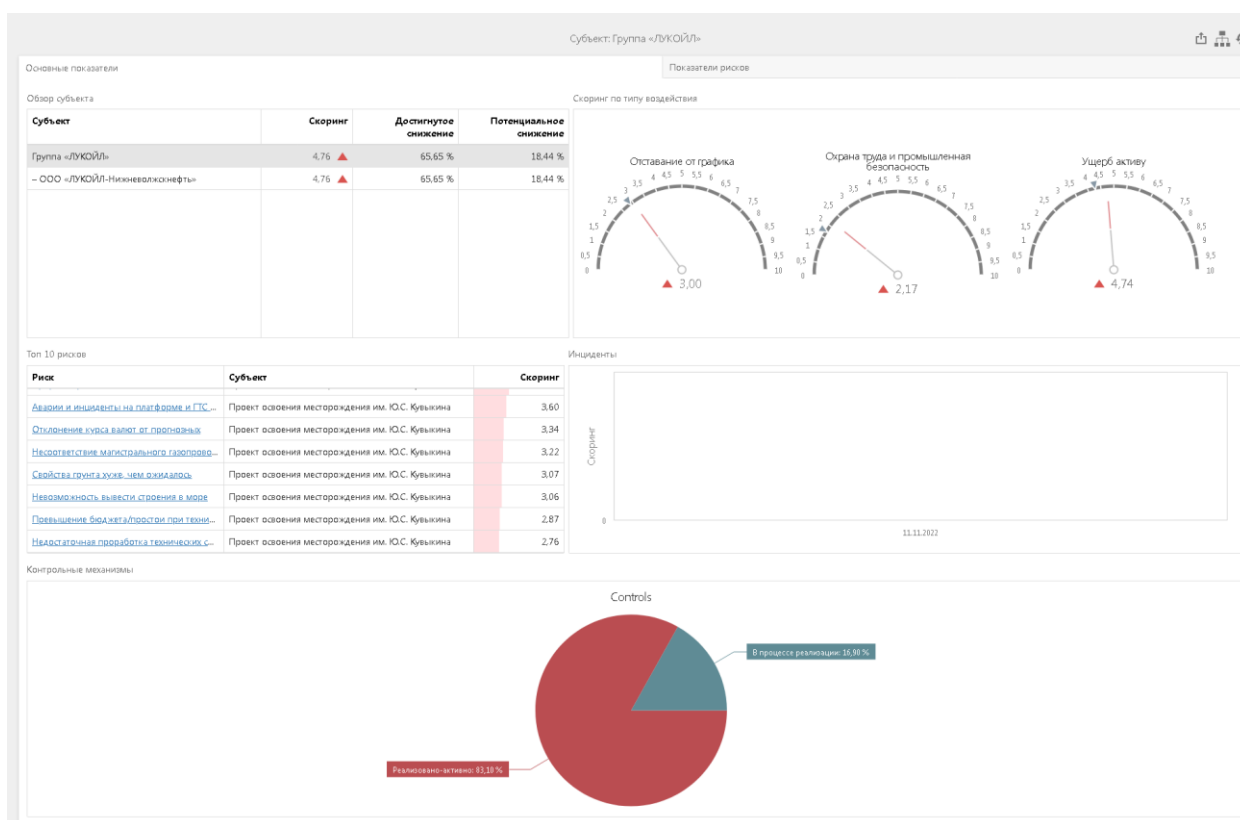 Субъект: Группа «ЛУКОЙЛ»
Основные показатели
Показатели рисков
Обзор субъекта
Субъект Скоринг Достигнутое снижение Потенциальное снижение
Группа «ЛУКОЙЛ» 4,76 65,65 % 18,44 %
– ООО «ЛУКОЙЛ-Нижневолжскнефть» 4,76 65,65 % 18,44 %
Скоринг по типу воздействия
Отставание от графика
0 0,5 1 1,5 2 2,5 3 3,5 4 4,5 5 5,5 6 6,5 7 7,5 8 8,5 9 9,5 10
3,00
Охрана труда и промышленная
безопасность
0 0,5 1 1,5 2 2,5 3 3,5 4 4,5 5 5,5 6 6,5 7 7,5 8 8,5 9 9,5 10
2,17
Ущерб активу
0 0,5 1 1,5 2 2,5 3 3,5 4 4,5 5 5,5 6 6,5 7 7,5 8 8,5 9 9,5 10
4,74
Топ 10 рисков
Риск Субъект Скоринг
Аварии и инциденты на платформе и ГТС ... Проект освоения месторождения им. Ю.С. Кувыкина 3,60
Отклонение курса валют от прогнозных Проект освоения месторождения им. Ю.С. Кувыкина 3,34
Несоответствие магистрального газопрово... Проект освоения месторождения им. Ю.С. Кувыкина 3,22
Свойства грунта хуже, чем ожидалось Проект освоения месторождения им. Ю.С. Кувыкина 3,07
Невозможность вывести строения в море Проект освоения месторождения им. Ю.С. Кувыкина 3,06
Превышение бюджета/простои при техни... Проект освоения месторождения им. Ю.С. Кувыкина 2,87
Недостаточная проработка технических с... Проект освоения месторождения им. Ю.С. Кувыкина 2,76
Инциденты
Скоринг
0
11.11.2022
Контрольные механизмы
Controls
В процессе реализации: 16,90 %
Реализовано-активно: 83,10 %